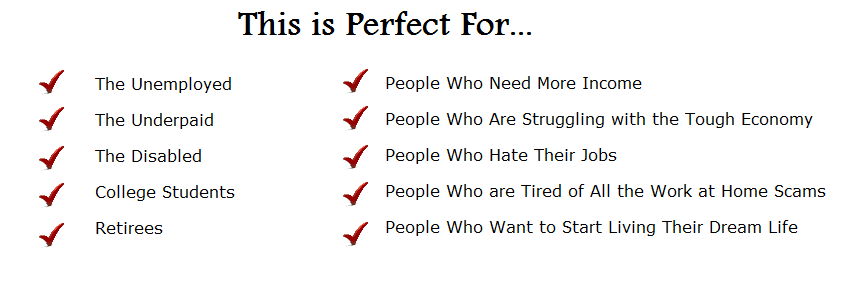 This is Perfect For...
The Unemployed
The Underpaid
The Disabled
College Students
Retirees
People Who Need More Income
People Who Are Struggling with the Tough Economy
People Who Hate Their Jobs
People Who are Tired of All the Work at Home Scams
People Who Want to Start Living Their Dream Life